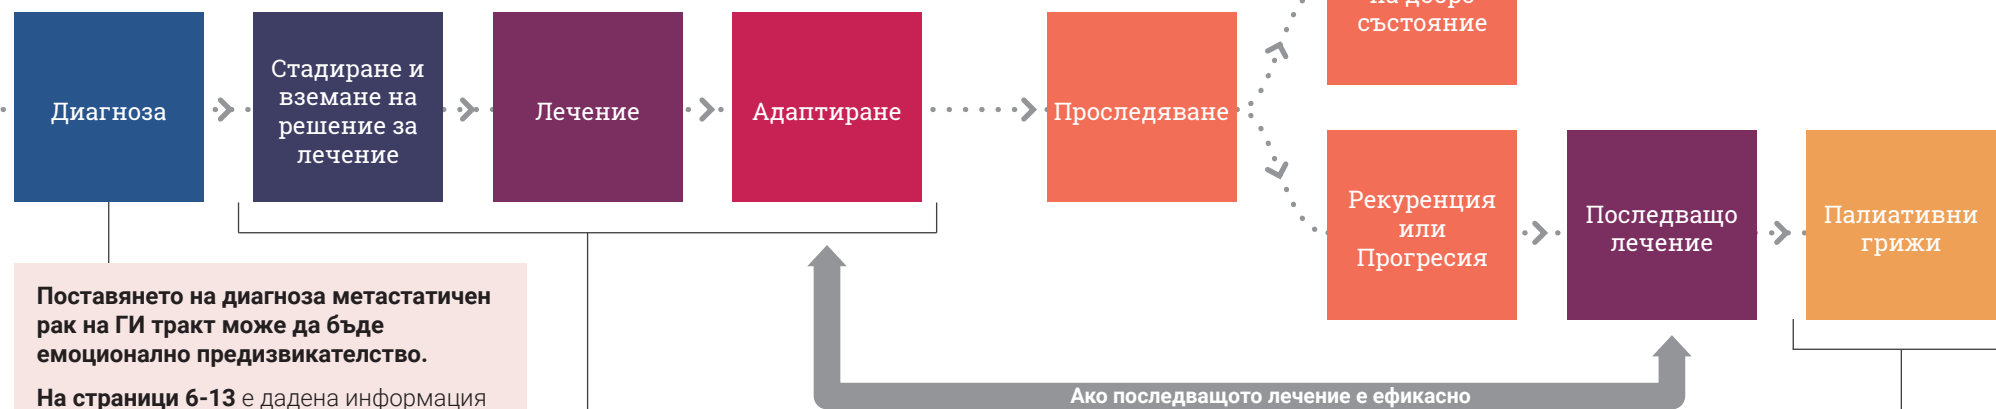 Диагноза
Стадиране и
вземане на
решение за
лечение
Лечение
Адаптиране
Проследяване
състояние
Рекуренция
или
Прогресия
Последващо
лечение
Палиативни
грижи
Поставянето на диагноза метастатичен
рак на ГИ тракт може да бъде
емоционално предизвикателство.
На страници 6-13 е дадена информация
Ако последващото лечение е ефикасно